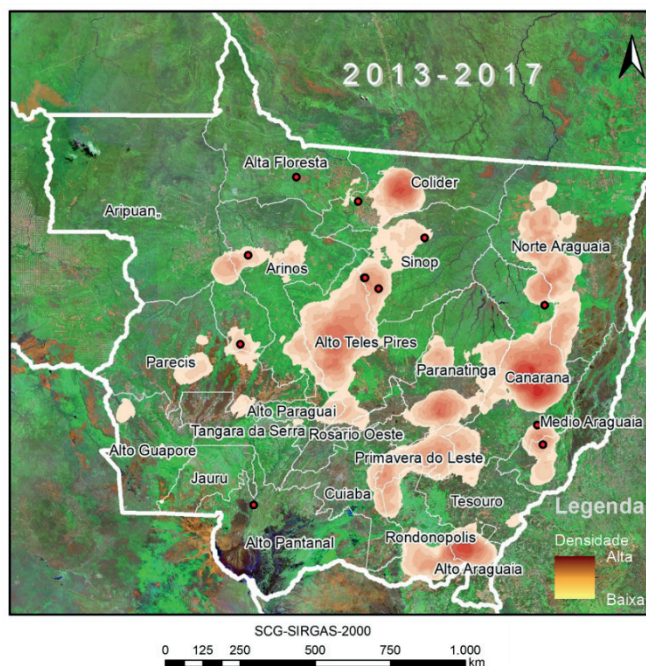 2013-2017
Alta Floresta
Colider
Aripuan
Norte Araguaia
Sinop
Arinos
Alto Teles Pires
Parecis
Paranatinga
Canarana
Alto Paraguai
Medio Araguaia
Tangara da Serra
Rosario Oeste
Alto Guapore
Primavera do Leste
Jauru
Cuiaba
Tesouro
Legenda
Densidade
Alta
Alto Pantanal
Rondonopolis
Alto Araguaia
Baixa
SCG-SIRGAS-2000
0 125 250 500 750 1.000
km